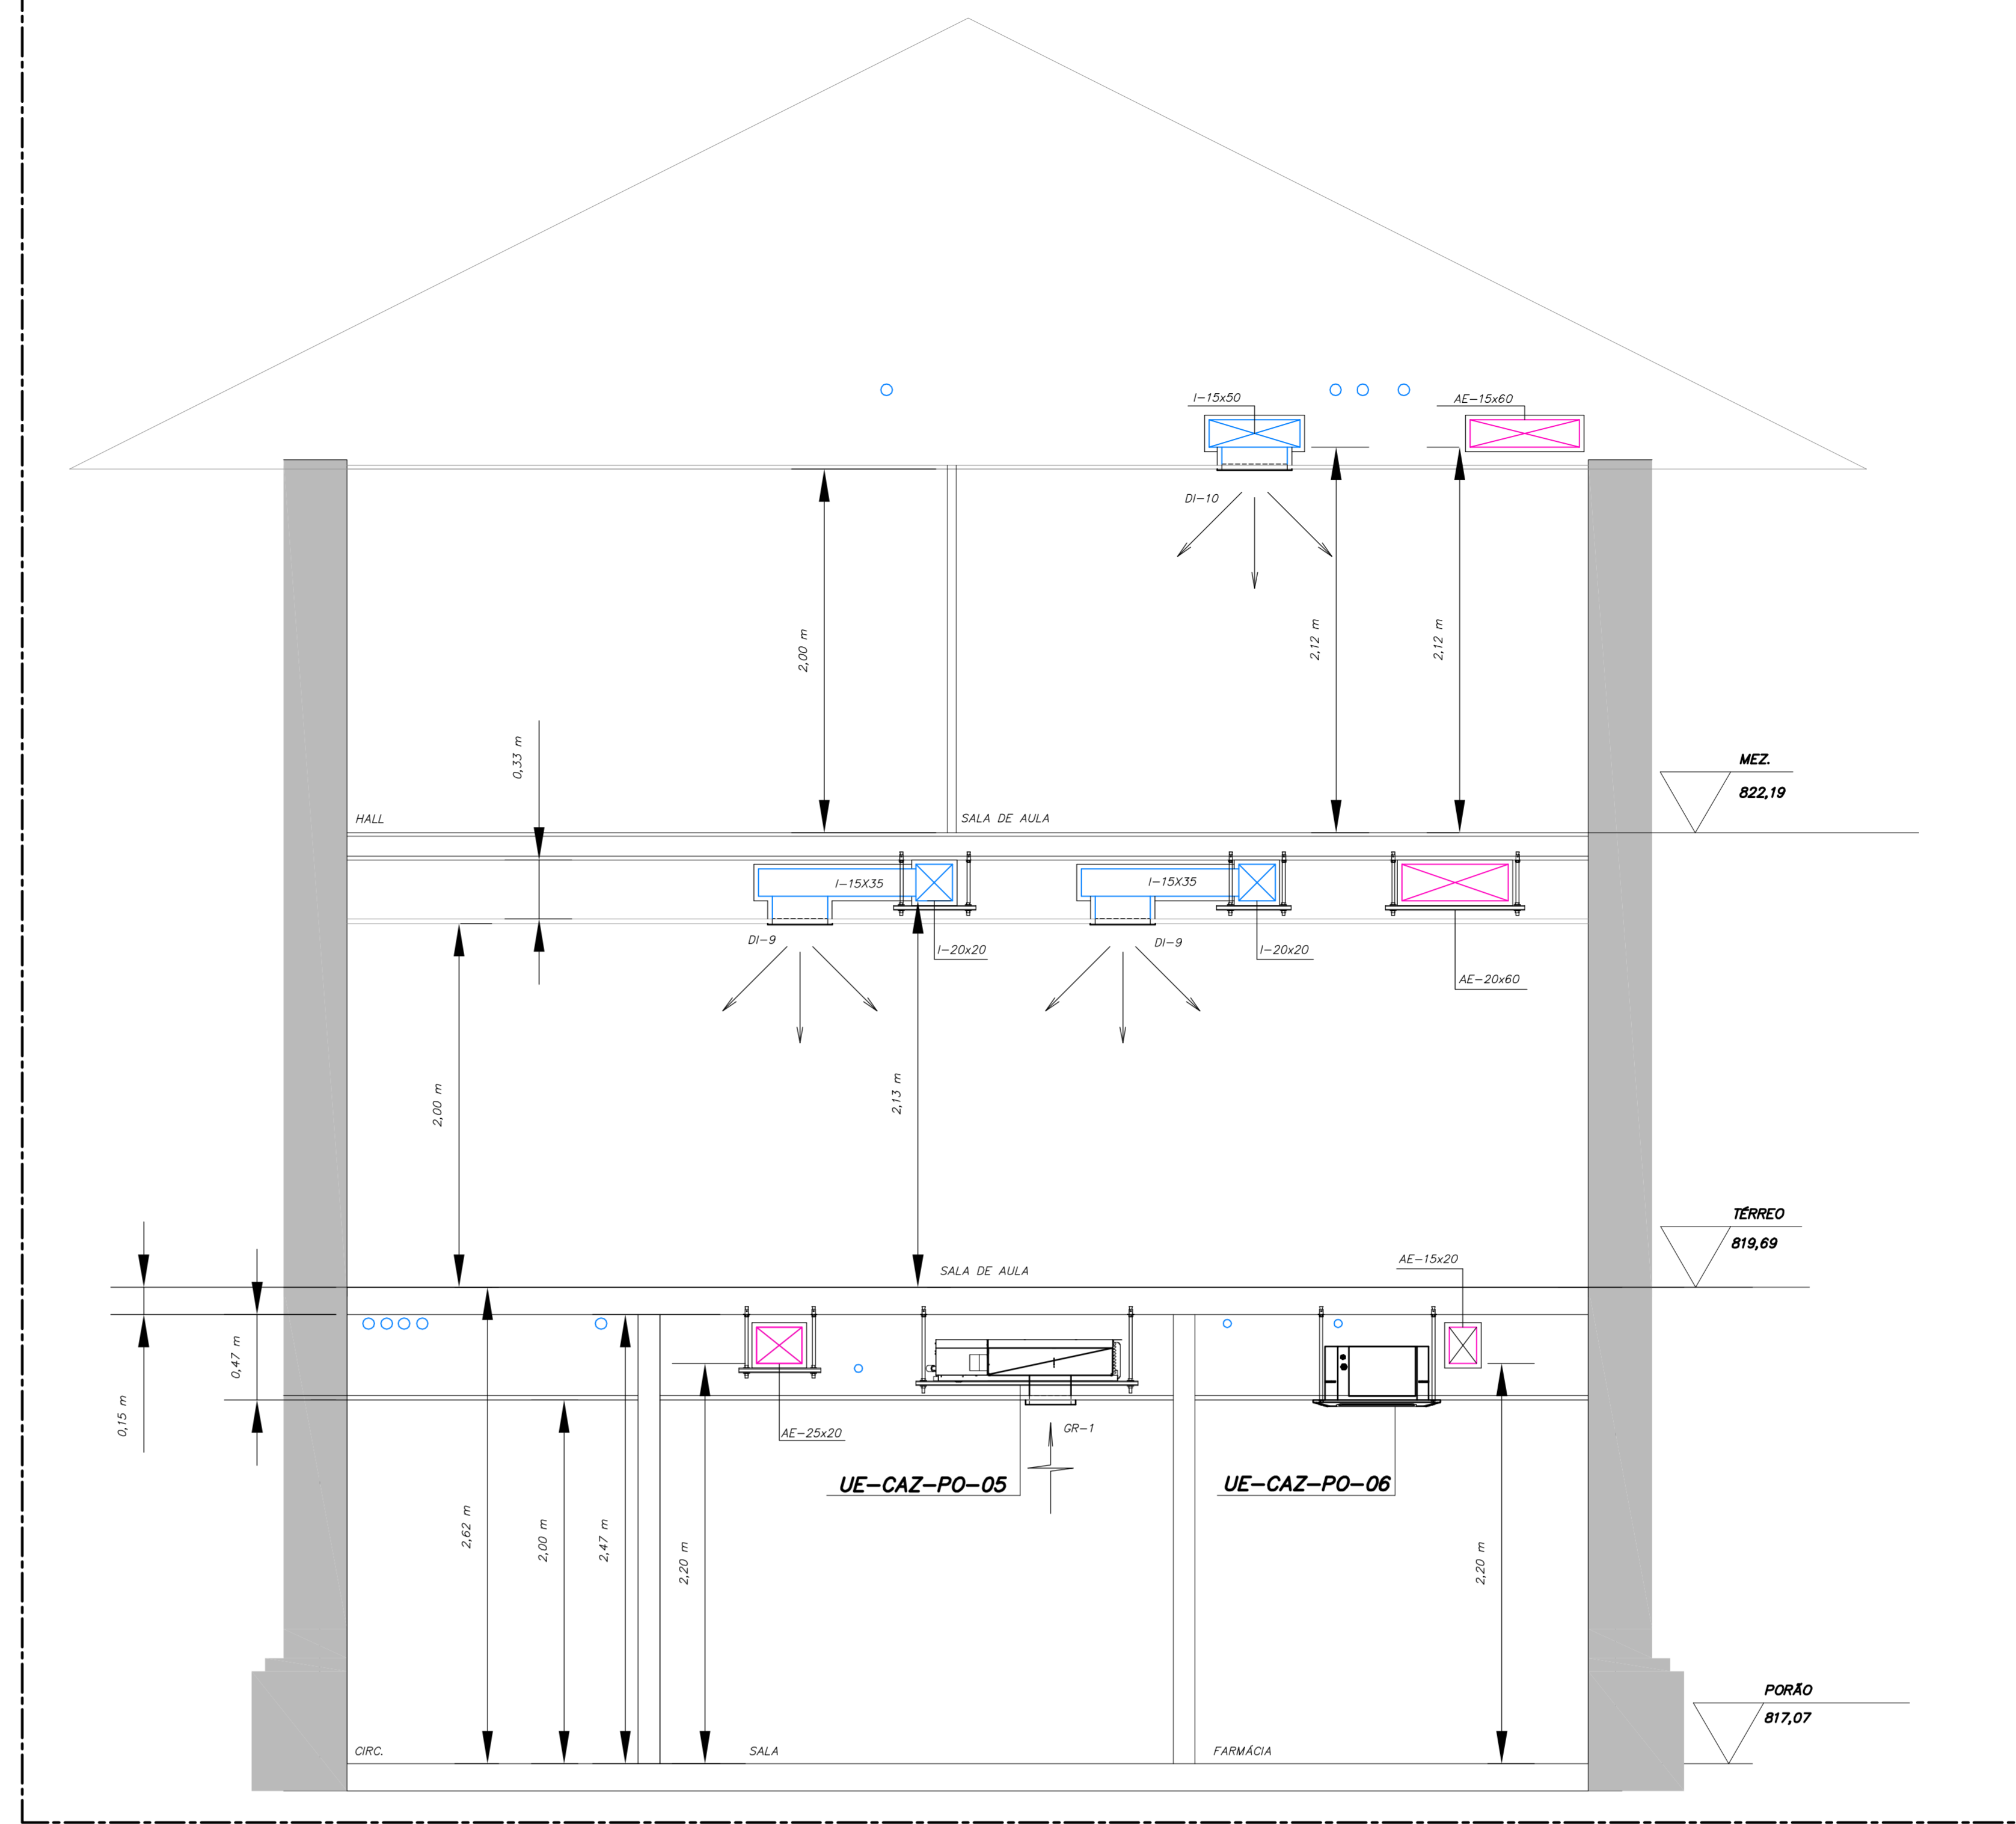 I-15x50
AE-15x60
DI-10
2,00 m
2,12 m
2,12 m
0,33 m
MEZ.
822,19
HALL
SALA DE AULA
I-15X35
I-15X35
DI-9
DI-9
I-20x20
I-20x20
AE-20x60
2,00 m
2,13 m
TÉRREO
819,69
SALA DE AULA
AE-15x20
0,47 m
0,15 m
AE-25x20
GR-1
UE-CAZ-PO-05
UE-CAZ-PO-06
2,62 m
2,00 m
2,47 m
2,20 m
2,20 m
PORÃO
817,07
CIRC.
SALA
FARMÁCIA